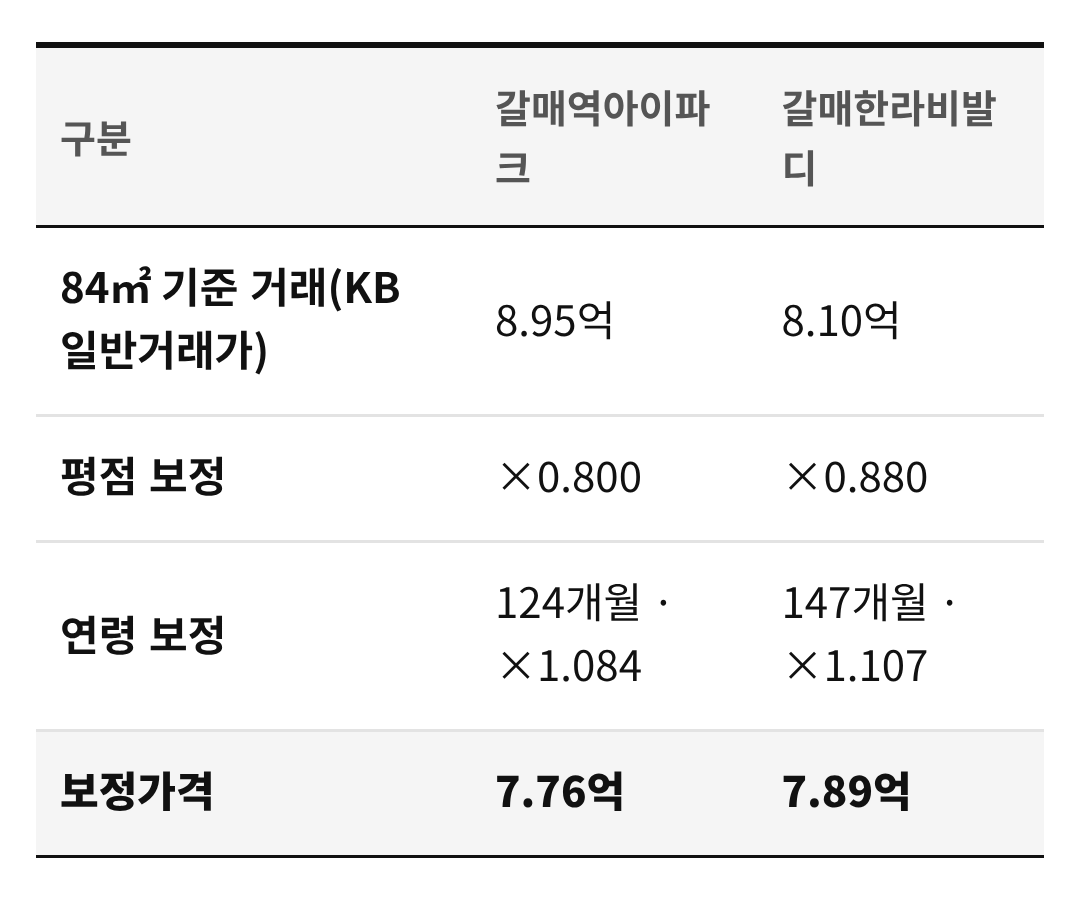 구분
갈매역아이파
크
갈매한라비발
디
84㎡ 기준 거래(KB
일반거래가)
8.95억
8.10억
평점 보정
×0.800
×0.880
연령 보정
124개월 ·
×1.084
147개월 ·
×1.107
보정가격
7.76억
7.89억